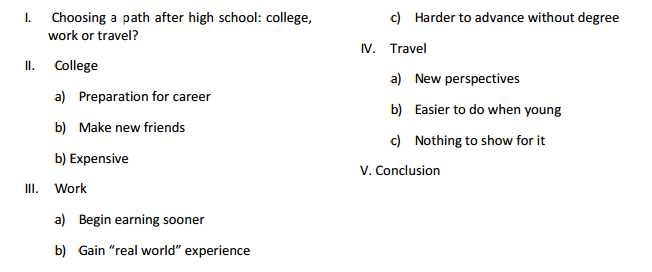 I. Choosing a path after high school: college,
work or travel?
II. College
a) Preparation for career
b) Make new friends
b) Expensive
III. Work
a) Begin earning sooner
b) Gain “real world” experience
c) Harder to advance without degree
IV. Travel
a) New perspectives
b) Easier to do when young
c) Nothing to show for it
V. Conclusion